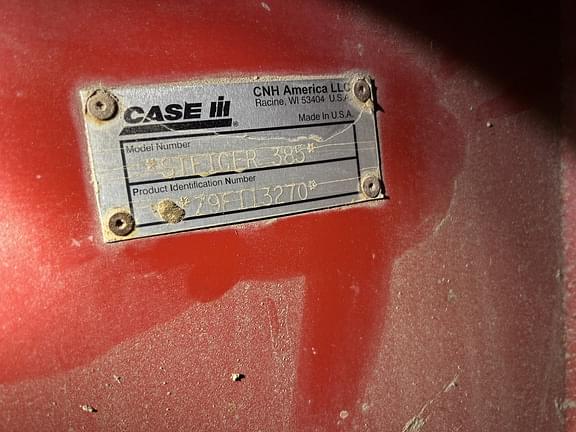 CASE IH
CNH America LLC
Racine, WI 53404 U.S.A.
Made In U.S.A.
Model Number
*STEIGER 385*
Product Identification Number
*Z9F113270*